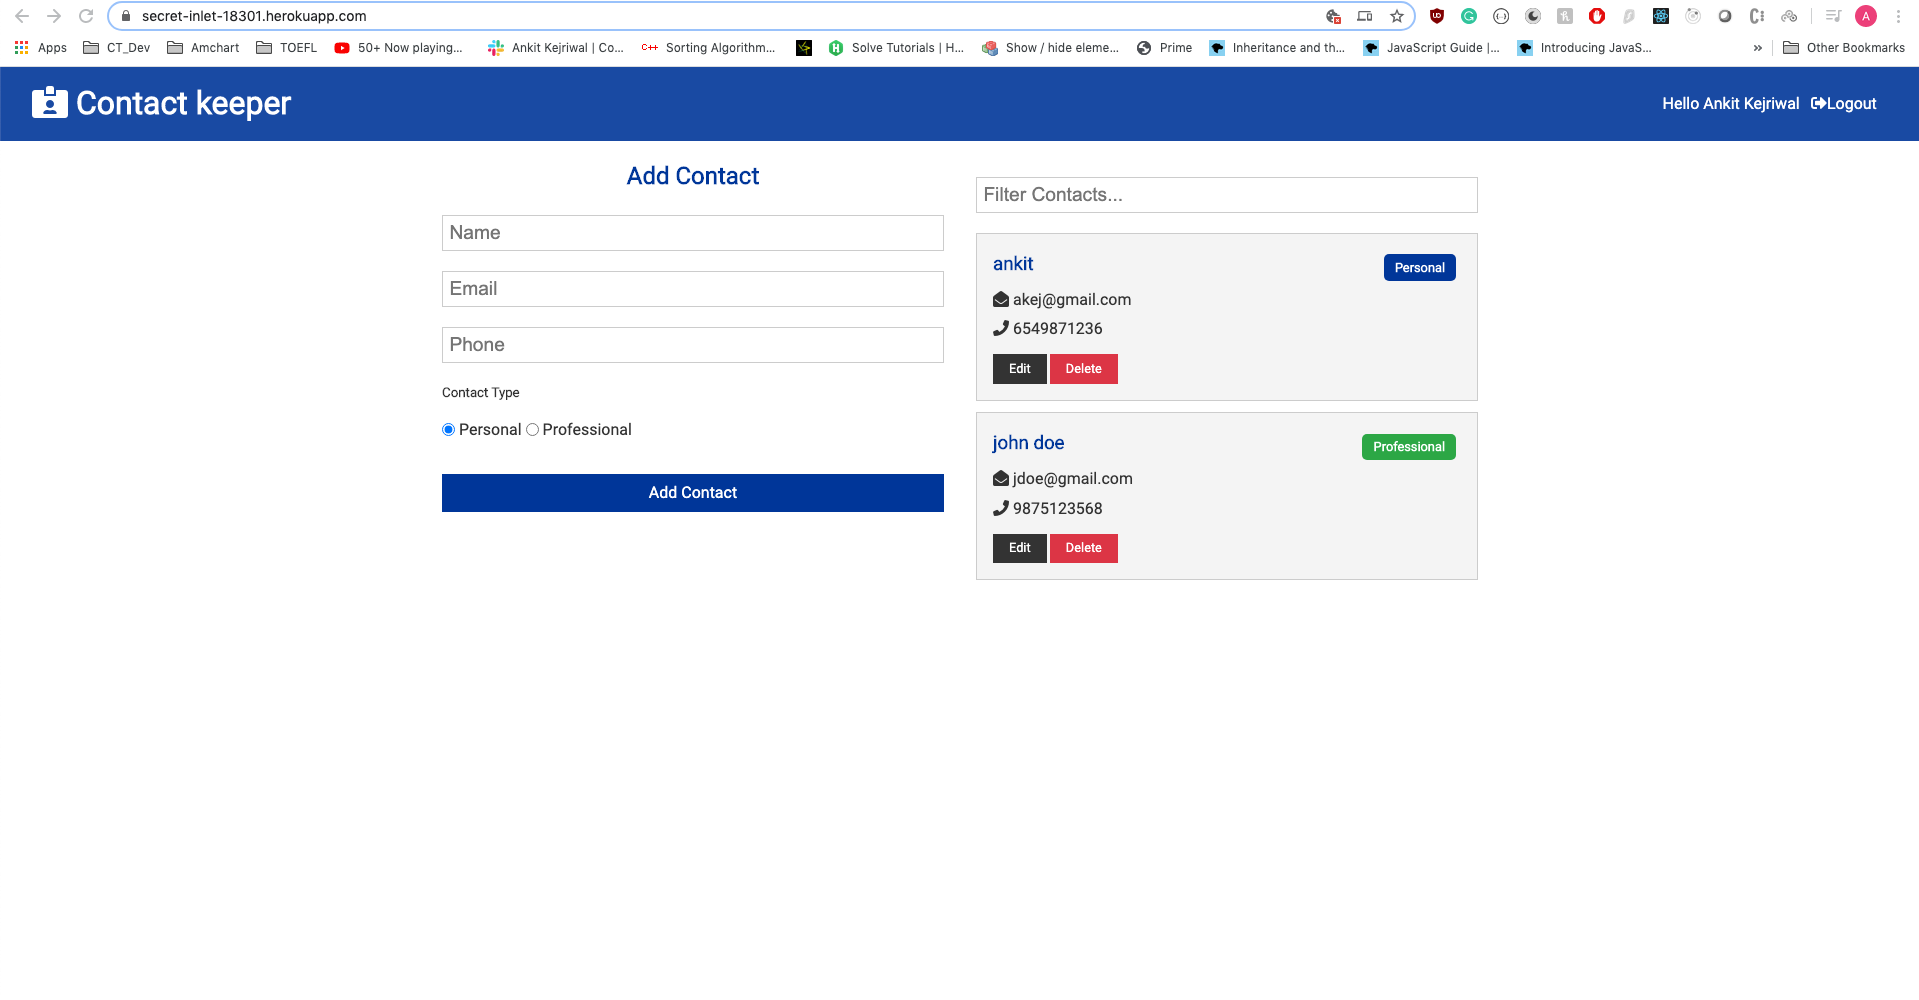 secret-inlet-18301.herokuapp.com
Apps CT_Dev Amchart TOEFL 50+ Now playing... Ankit Kejriwal | Co... C++ Sorting Algorithm... Solve Tutorials | H... Show / hide eleme... Prime Inheritance and th... JavaScript Guide |... Introducing JavaS... » Other Bookmarks
Contact keeper
Hello Ankit Kejriwal Logout
Add Contact
Name
Email
Phone
Contact Type
Personal Professional
Add Contact
Filter Contacts...
ankit
Personal
akej@gmail.com
6549871236
Edit Delete
john doe
Professional
jdoe@gmail.com
9875123568
Edit Delete